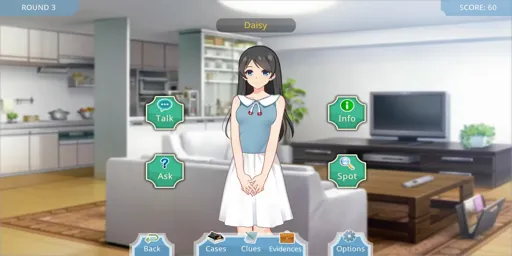 ROUND 3
SCORE: 60
Daisy
Talk
Info
Ask
Spot
Back
Cases
Clues
Evidences
Options